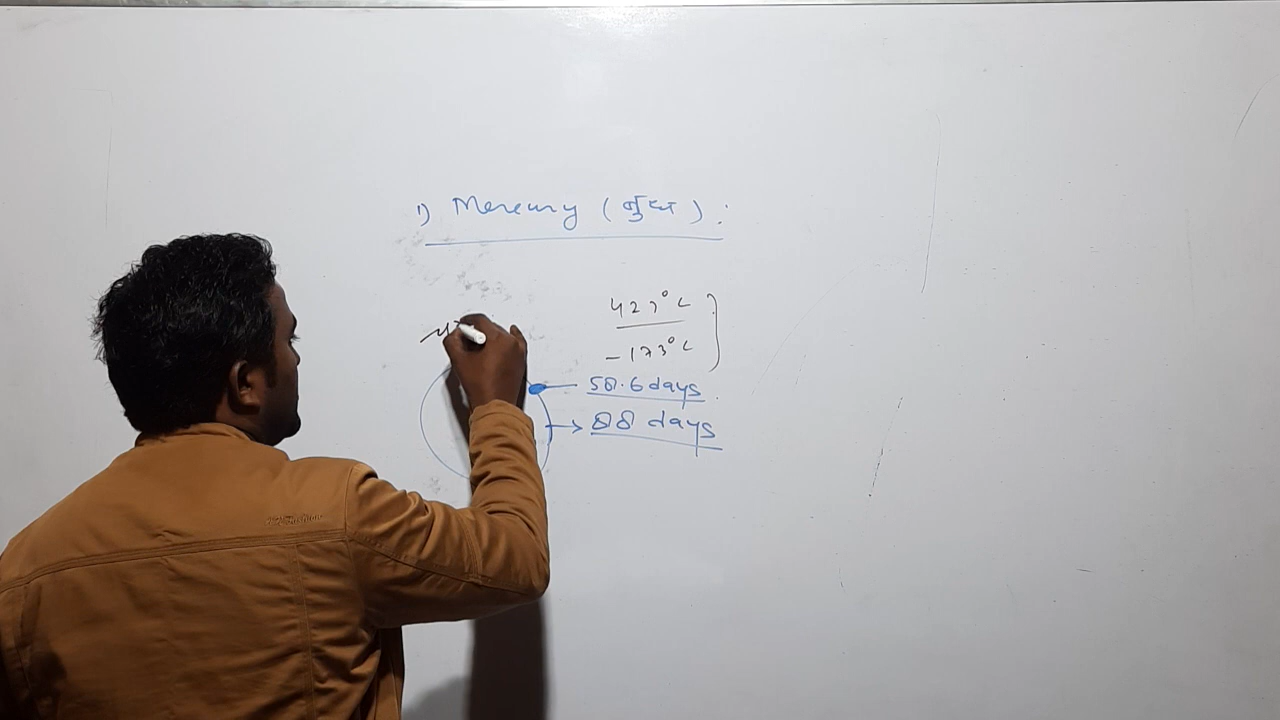 1) Mercury (बुध) :
427°C
-173°C
58.6 days
88 days